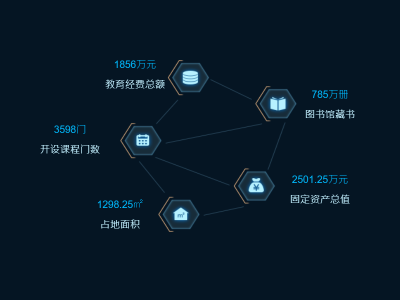 1856万元
教育经费总额
785万册
图书馆藏书
3598门
开设课程门数
2501.25万元
固定资产总值
1298.25㎡
占地面积